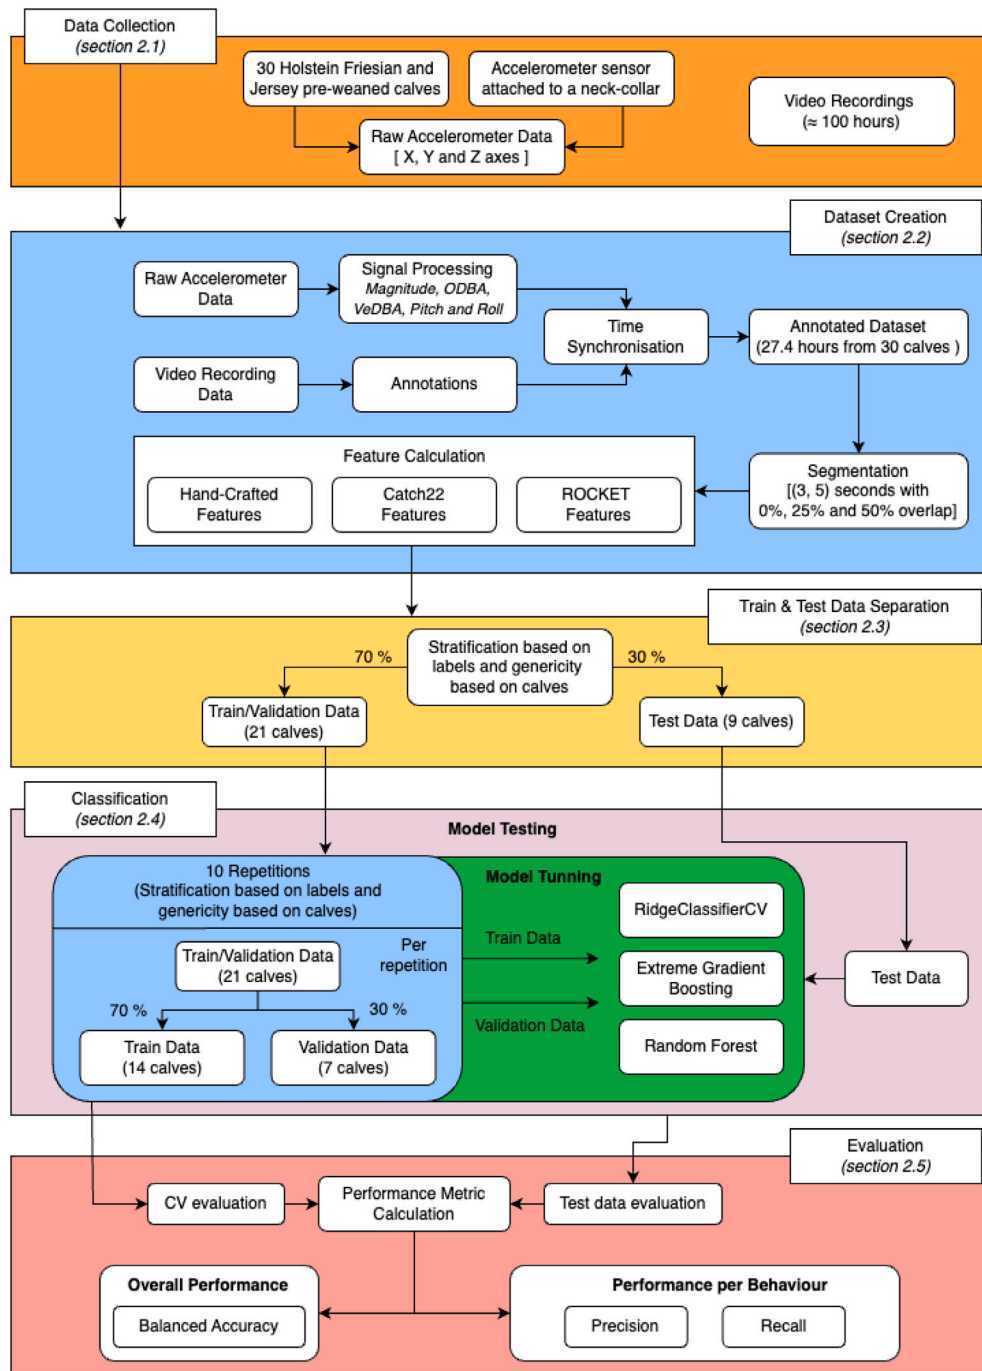 Data Collection
(section 2.1)
30 Holstein Friesian and
Jersey pre-weaned calves
Accelerometer sensor
attached to a neck-collar
Video Recordings
(≈ 100 hours)
Raw Accelerometer Data
[ X, Y and Z axes ]
Dataset Creation
(section 2.2)
Raw Accelerometer
Data
Signal Processing
Magnitude, ODBA,
VeDBA, Pitch and Roll
Time
Synchronisation
Annotated Dataset
(27.4 hours from 30 calves )
Video Recording
Data
Annotations
Feature Calculation
Hand-Crafted
Features
Catch22
Features
ROCKET
Features
Segmentation
[(3, 5) seconds with
0%, 25% and 50% overlap]
Train & Test Data Separation
(section 2.3)
Stratification based on
labels and genericity
based on calves
70 %
30 %
Train/Validation Data
(21 calves)
Test Data (9 calves)
Classification
(section 2.4)
Model Testing
10 Repetitions
(Stratification based on labels and
genericity based on calves)
Train/Validation Data
(21 calves)
Per
repetition
70 %
30 %
Train Data
(14 calves)
Validation Data
(7 calves)
Model Tunning
Train Data
Validation Data
RidgeClassifierCV
Extreme Gradient
Boosting
Random Forest
Test Data
Evaluation
(section 2.5)
CV evaluation
Performance Metric
Calculation
Test data evaluation
Overall Performance
Balanced Accuracy
Performance per Behaviour
Precision
Recall